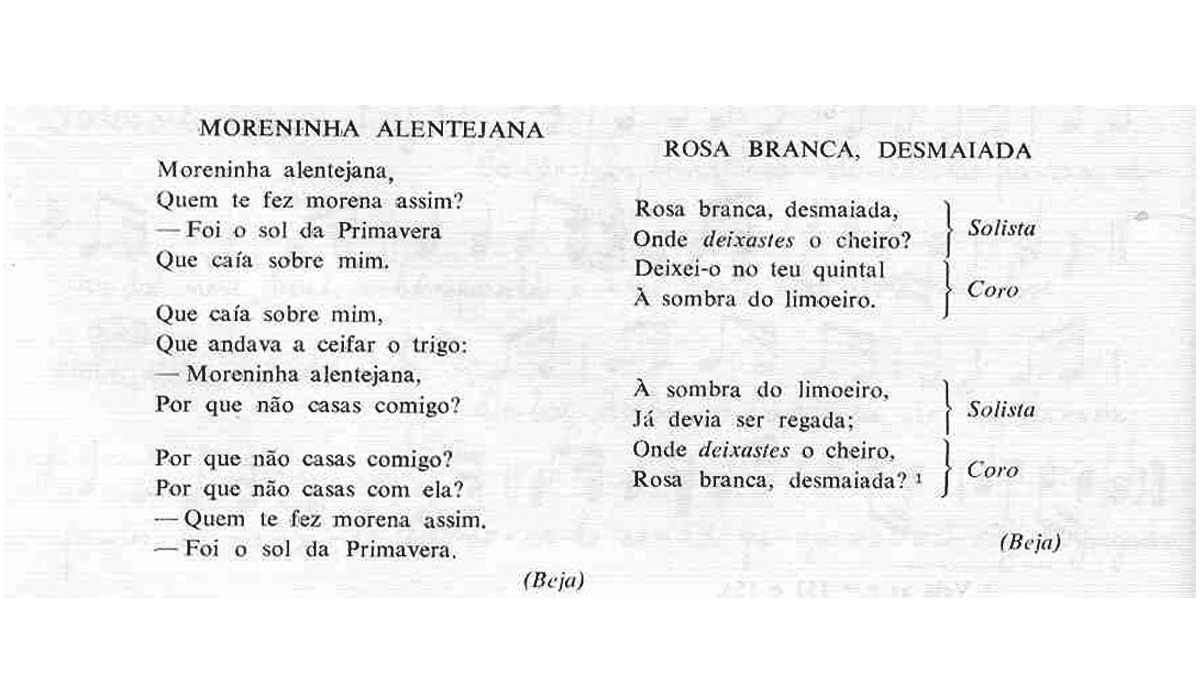 MORENINHA ALENTEJANA
Moreninha alentejana,
Quem te fez morena assim?
— Foi o sol da Primavera
Que caía sobre mim.
Que caía sobre mim,
Que andava a ceifar o trigo:
— Moreninha alentejana,
Por que não casas comigo?
Por que não casas comigo?
Por que não casas com ela?
— Quem te fez morena assim.
— Foi o sol da Primavera.
(Beja)
ROSA BRANCA, DESMAIADA
Rosa branca, desmaiada,
Onde deixastes o cheiro?
Solista
Deixei-o no teu quintal
À sombra do limoeiro.
Coro
À sombra do limoeiro,
Já devia ser regada;
Solista
Onde deixastes o cheiro,
Rosa branca, desmaiada? ¹
Coro
(Beja)